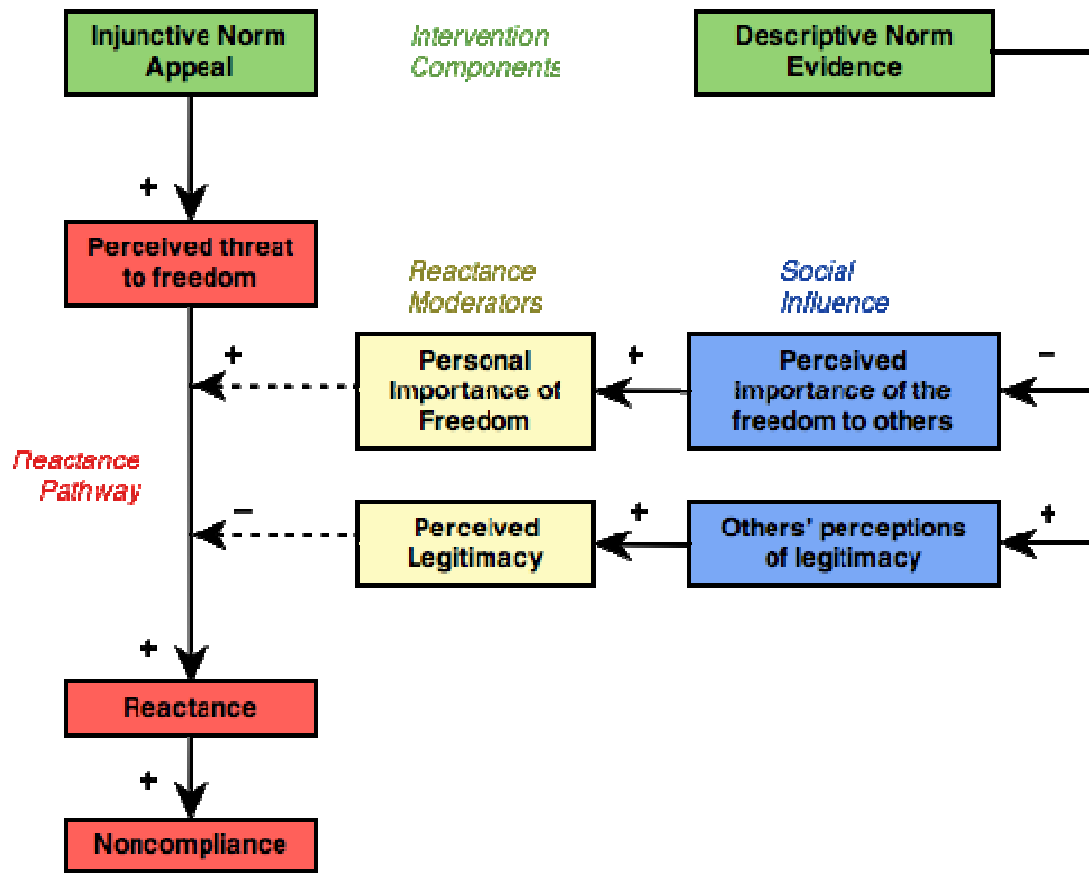 Injunctive Norm
Appeal
Intervention
Components
Descriptive Norm
Evidence
+
Perceived threat
to freedom
Reactance
Moderators
Social
Influence
+
Personal
Importance of
Freedom
+
Perceived
Importance of the
freedom to others
−
Reactance
Pathway
−
Perceived
Legitimacy
+
Others' perceptions
of legitimacy
+
+
Reactance
+
Noncompliance